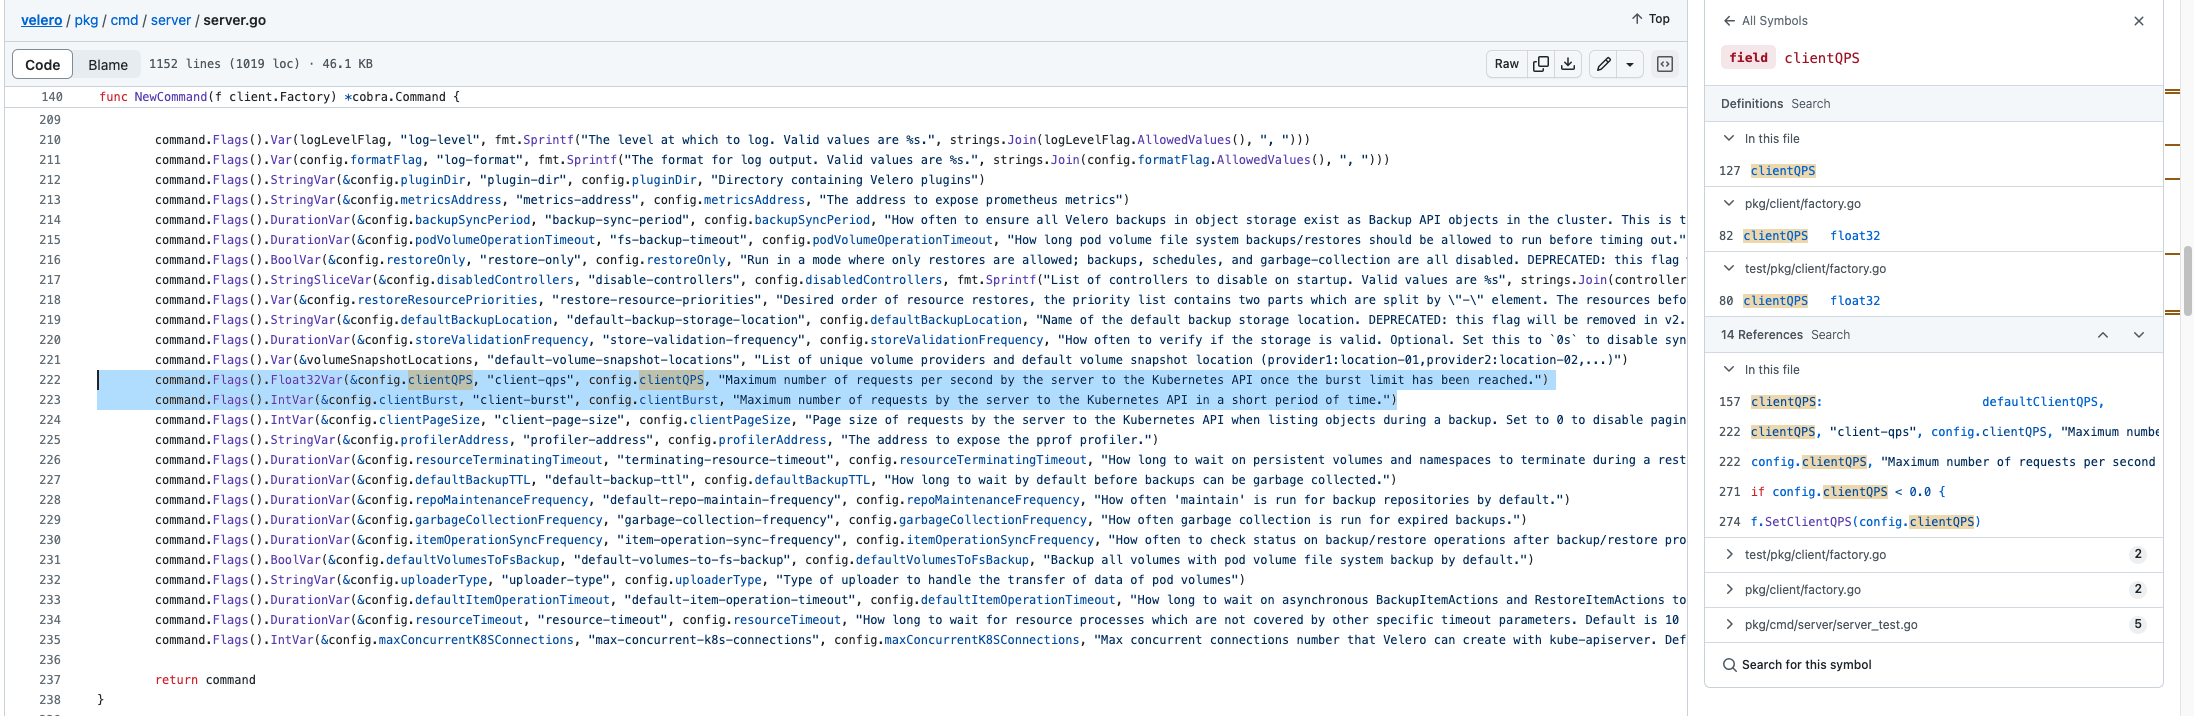 velero / pkg / cmd / server / server.go
Top
Code Blame 1152 lines (1019 loc) · 46.1 KB
Raw
140 func NewCommand(f client.Factory) *cobra.Command {
209
210 command.Flags().Var(logLevelFlag, "log-level", fmt.Sprintf("The level at which to log. Valid values are %s.", strings.Join(logLevelFlag.AllowedValues(), ", ")))
211 command.Flags().Var(config.formatFlag, "log-format", fmt.Sprintf("The format for log output. Valid values are %s.", strings.Join(config.formatFlag.AllowedValues(), ", ")))
212 command.Flags().StringVar(&config.pluginDir, "plugin-dir", config.pluginDir, "Directory containing Velero plugins")
213 command.Flags().StringVar(&config.metricsAddress, "metrics-address", config.metricsAddress, "The address to expose prometheus metrics")
214 command.Flags().DurationVar(&config.backupSyncPeriod, "backup-sync-period", config.backupSyncPeriod, "How often to ensure all Velero backups in object storage exist as Backup API objects in the cluster. This is t
215 command.Flags().DurationVar(&config.podVolumeOperationTimeout, "fs-backup-timeout", config.podVolumeOperationTimeout, "How long pod volume file system backups/restores should be allowed to run before timing out."
216 command.Flags().BoolVar(&config.restoreOnly, "restore-only", config.restoreOnly, "Run in a mode where only restores are allowed; backups, schedules, and garbage-collection are all disabled. DEPRECATED: this flag
217 command.Flags().StringSliceVar(&config.disabledControllers, "disable-controllers", config.disabledControllers, fmt.Sprintf("List of controllers to disable on startup. Valid values are %s", strings.Join(controller
218 command.Flags().Var(&config.restoreResourcePriorities, "restore-resource-priorities", "Desired order of resource restores, the priority list contains two parts which are split by \"-\" element. The resources befo
219 command.Flags().StringVar(&config.defaultBackupLocation, "default-backup-storage-location", config.defaultBackupLocation, "Name of the default backup storage location. DEPRECATED: this flag will be removed in v2.
220 command.Flags().DurationVar(&config.storeValidationFrequency, "store-validation-frequency", config.storeValidationFrequency, "How often to verify if the storage is valid. Optional. Set this to `0s` to disable syn
221 command.Flags().Var(&volumeSnapshotLocations, "default-volume-snapshot-locations", "List of unique volume providers and default volume snapshot location (provider1:location-01,provider2:location-02,...)")
222 command.Flags().Float32Var(&config.clientQPS, "client-qps", config.clientQPS, "Maximum number of requests per second by the server to the Kubernetes API once the burst limit has been reached.")
223 command.Flags().IntVar(&config.clientBurst, "client-burst", config.clientBurst, "Maximum number of requests by the server to the Kubernetes API in a short period of time.")
224 command.Flags().IntVar(&config.clientPageSize, "client-page-size", config.clientPageSize, "Page size of requests by the server to the Kubernetes API when listing objects during a backup. Set to 0 to disable pagin
225 command.Flags().StringVar(&config.profilerAddress, "profiler-address", config.profilerAddress, "The address to expose the pprof profiler.")
226 command.Flags().DurationVar(&config.resourceTerminatingTimeout, "terminating-resource-timeout", config.resourceTerminatingTimeout, "How long to wait on persistent volumes and namespaces to terminate during a rest
227 command.Flags().DurationVar(&config.defaultBackupTTL, "default-backup-ttl", config.defaultBackupTTL, "How long to wait by default before backups can be garbage collected.")
228 command.Flags().DurationVar(&config.repoMaintenanceFrequency, "default-repo-maintain-frequency", config.repoMaintenanceFrequency, "How often 'maintain' is run for backup repositories by default.")
229 command.Flags().DurationVar(&config.garbageCollectionFrequency, "garbage-collection-frequency", config.garbageCollectionFrequency, "How often garbage collection is run for expired backups.")
230 command.Flags().DurationVar(&config.itemOperationSyncFrequency, "item-operation-sync-frequency", config.itemOperationSyncFrequency, "How often to check status on backup/restore operations after backup/restore pro
231 command.Flags().BoolVar(&config.defaultVolumesToFsBackup, "default-volumes-to-fs-backup", config.defaultVolumesToFsBackup, "Backup all volumes with pod volume file system backup by default.")
232 command.Flags().StringVar(&config.uploaderType, "uploader-type", config.uploaderType, "Type of uploader to handle the transfer of data of pod volumes")
233 command.Flags().DurationVar(&config.defaultItemOperationTimeout, "default-item-operation-timeout", config.defaultItemOperationTimeout, "How long to wait on asynchronous BackupItemActions and RestoreItemActions to
234 command.Flags().DurationVar(&config.resourceTimeout, "resource-timeout", config.resourceTimeout, "How long to wait for resource processes which are not covered by other specific timeout parameters. Default is 10
235 command.Flags().IntVar(&config.maxConcurrentK8SConnections, "max-concurrent-k8s-connections", config.maxConcurrentK8SConnections, "Max concurrent connections number that Velero can create with kube-apiserver. Def
236
237 return command
238 }
All Symbols
field clientQPS
Definitions Search
In this file
127 clientQPS
pkg/client/factory.go
82 clientQPS float32
test/pkg/client/factory.go
80 clientQPS float32
14 References Search
In this file
157 clientQPS: defaultClientQPS,
222 clientQPS, "client-qps", config.clientQPS, "Maximum numbe
222 config.clientQPS, "Maximum number of requests per second
271 if config.clientQPS < 0.0 {
274 f.SetClientQPS(config.clientQPS)
test/pkg/client/factory.go 2
pkg/client/factory.go 2
pkg/cmd/server/server_test.go 5
Search for this symbol